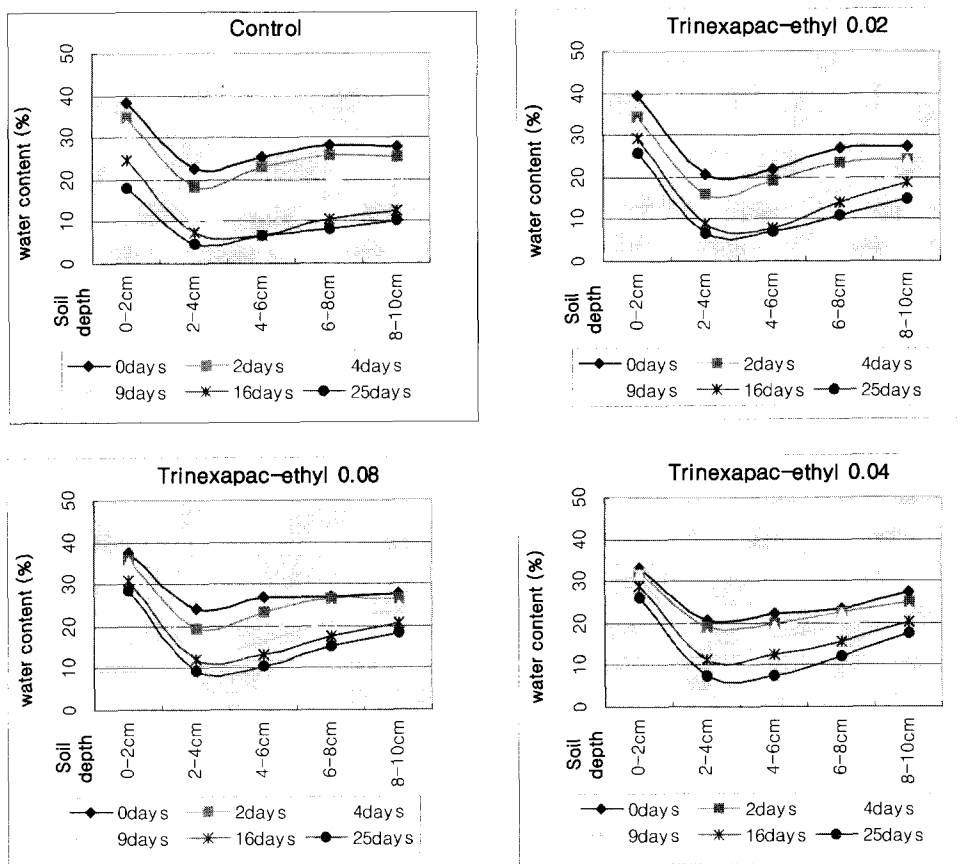 Control
water content (%)
50
40
30
20
10
0
Soil depth
0-2cm
2-4cm
4-6cm
6-8cm
8-10cm
0days 2days 4days
9days 16days 25days
Trinexapac-ethyl 0.02
water content (%)
50
40
30
20
10
0
Soil depth
0-2cm
2-4cm
4-6cm
6-8cm
8-10cm
0days 2days 4days
9days 16days 25days
Trinexapac-ethyl 0.08
water content (%)
50
40
30
20
10
0
Soil depth
0-2cm
2-4cm
4-6cm
6-8cm
8-10cm
0days 2days 4days
9days 16days 25days
Trinexapac-ethyl 0.04
water content (%)
50
40
30
20
10
0
Soil depth
0-2cm
2-4cm
4-6cm
6-8cm
8-10cm
0days 2days 4days
9days 16days 25days